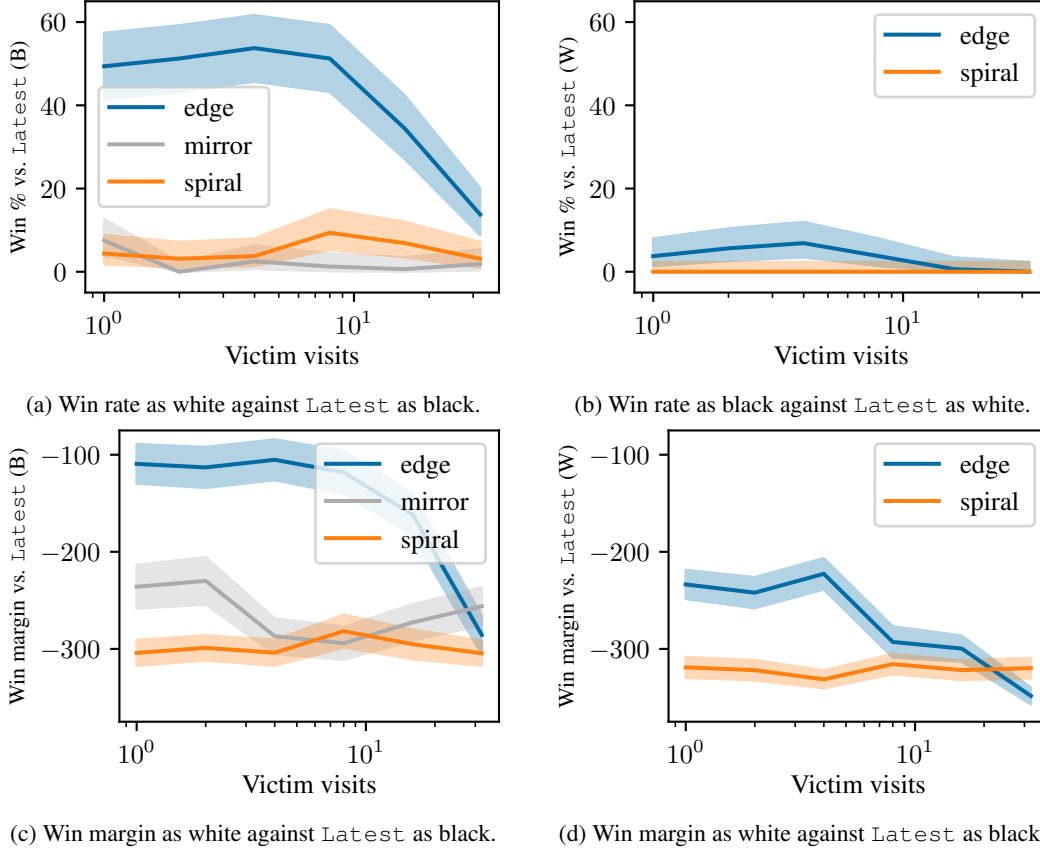 60
40
20
0
Win % vs. Latest (B)
edge
mirror
spiral
10^0
10^1
Victim visits
(a) Win rate as white against Latest as black.
60
40
20
0
Win % vs. Latest (W)
edge
spiral
10^0
10^1
Victim visits
(b) Win rate as black against Latest as white.
−100
−200
−300
Win margin vs. Latest (B)
edge
mirror
spiral
10^0
10^1
Victim visits
(c) Win margin as white against Latest as black.
−100
−200
−300
Win margin vs. Latest (W)
edge
spiral
10^0
10^1
Victim visits
(d) Win margin as white against Latest as black